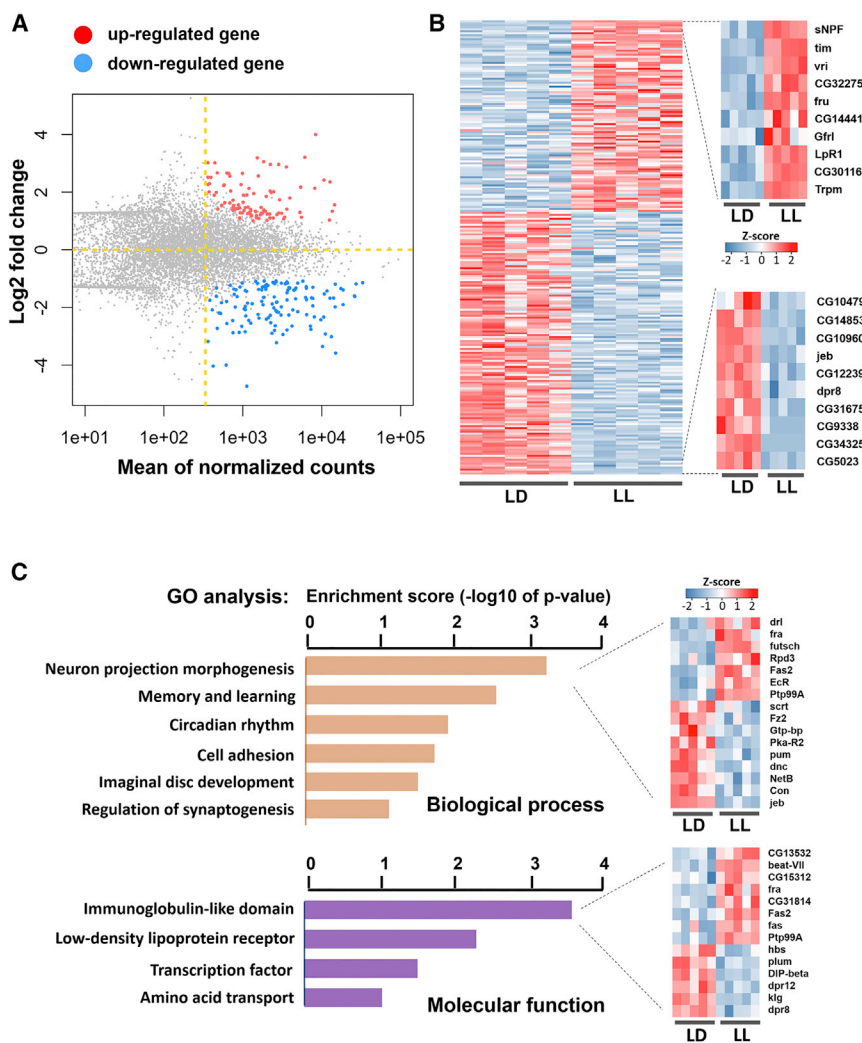 A
up-regulated gene
down-regulated gene
Log2 fold change
4
2
0
-2
-4
1e+01 1e+02 1e+03 1e+04 1e+05
Mean of normalized counts
B
LD LL
sNPF
tim
vri
CG32275
fru
CG14441
Gfrl
LpR1
CG30116
Trpm
LD LL
Z-score
-2 -1 0 1 2
CG10479
CG14853
CG10960
jeb
CG12239
dpr8
CG31675
CG9338
CG34325
CG5023
LD LL
C
GO analysis: Enrichment score (-log10 of p-value)
0 1 2 3 4
Neuron projection morphogenesis
Memory and learning
Circadian rhythm
Cell adhesion
Imaginal disc development
Regulation of synaptogenesis
Biological process
Z-score
-2 -1 0 1 2
drl
fra
futsch
Rpd3
Fas2
EcR
Ptp99A
scrt
Fz2
Gtp-bp
Pka-R2
pum
dnc
NetB
Con
jeb
LD LL
0 1 2 3 4
Immunoglobulin-like domain
Low-density lipoprotein receptor
Transcription factor
Amino acid transport
Molecular function
CG13532
beat-VII
CG15312
fra
CG31814
Fas2
fas
Ptp99A
hbs
plum
DIP-beta
dpr12
klg
dpr8
LD LL